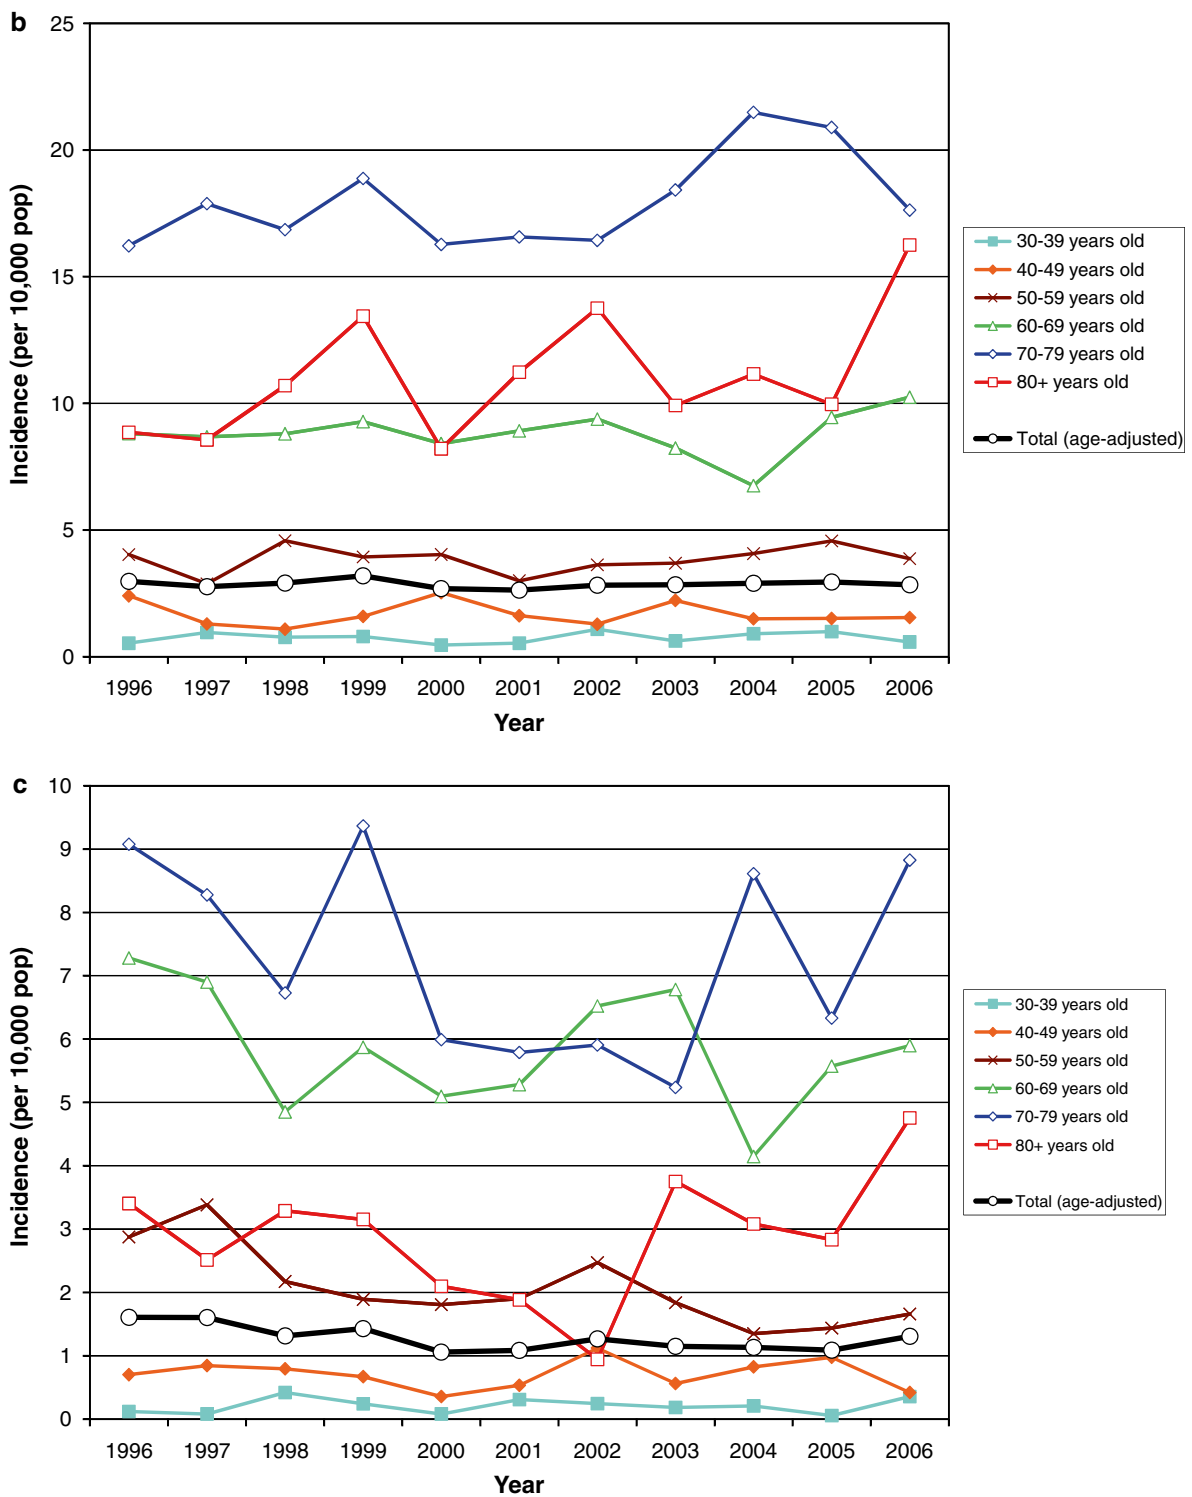 b
25
20
15
10
5
0
Incidence (per 10,000 pop)
1996 1997 1998 1999 2000 2001 2002 2003 2004 2005 2006
Year
30-39 years old
40-49 years old
50-59 years old
60-69 years old
70-79 years old
80+ years old
Total (age-adjusted)
c
10
9
8
7
6
5
4
3
2
1
0
Incidence (per 10,000 pop)
1996 1997 1998 1999 2000 2001 2002 2003 2004 2005 2006
Year
30-39 years old
40-49 years old
50-59 years old
60-69 years old
70-79 years old
80+ years old
Total (age-adjusted)